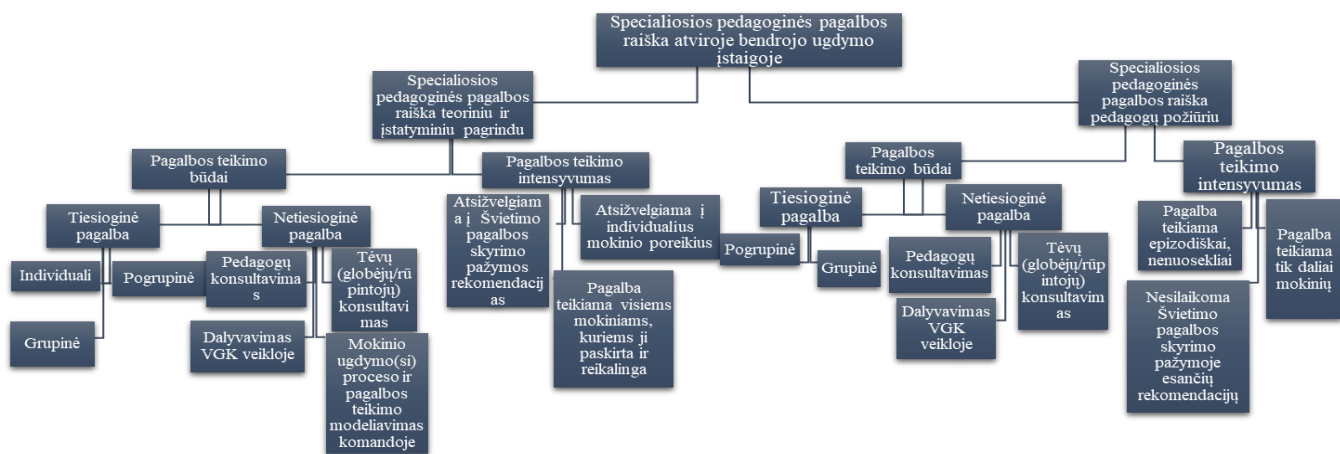 Specialiosios pedagoginės pagalbos
raiška atviroje bendrojo ugdymo
įstaigoje
Specialiosios
pedagoginės pagalbos
raiška teoriniu ir
įstatyminiu pagrindu
Specialiosios
pedagoginės
pagalbos raiška
pedagogų požiūriu
Pagalbos teikimo
būdai
Pagalbos teikimo
intensyvumas
Pagalbos
teikimo būdai
Pagalbos
teikimo
intensyvumas
Tiesioginė
pagalba
Netiesioginė
pagalba
Atsižvelgiam
a į Švietimo
pagalbos
skyrimo
pažymos
rekomendacij
as
Atsižvelgiama į
individualius
mokinio poreikius
Tiesioginė
pagalba
Netiesioginė
pagalba
Pagalba
teikiama
epizodiškai,
nenuosekliai
Pagalba
teikiama
tik daliai
mokinių
Individuali
Pogrupinė
Pedagogų
konsultavima
s
Tėvų
(globėjų/rū
pintojų)
konsultavi
mas
Pogrupinė
Grupinė
Pedagogų
konsultavimas
Tėvų
(globėjų/rūp
intojų)
konsultavim
as
Grupinė
Dalyvavimas
VGK veikloje
Mokinio
ugdymo(si)
proceso ir
pagalbos
teikimo
modeliavimas
komandoje
Pagalba
teikiama visiems
mokiniams,
kuriems ji
paskirta ir
reikalinga
Dalyvavimas
VGK
veikloje
Nesilaikoma
Švietimo
pagalbos
skyrimo
pažymoje
esančių
rekomendacijų